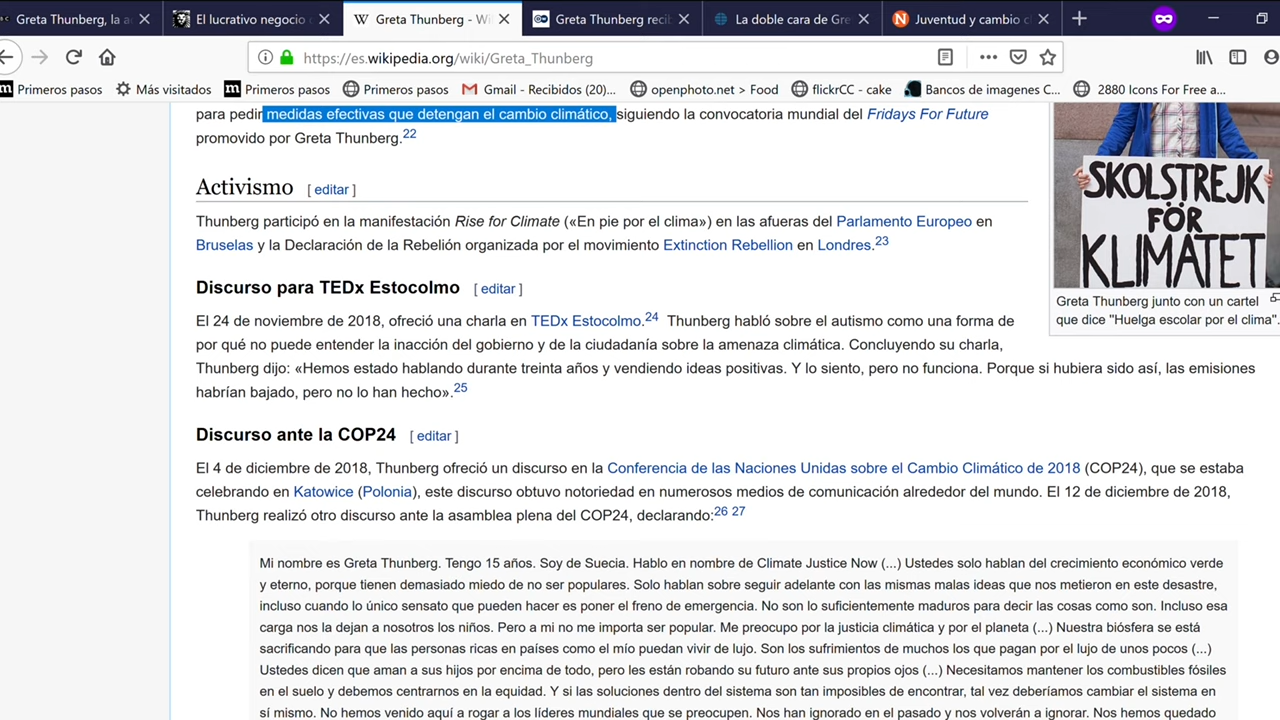 Greta Thunberg, la a
El lucrativo negocio
Greta Thunberg - Wi
Greta Thunberg recib
La doble cara de Gre
Juventud y cambio cl
https://es.wikipedia.org/wiki/Greta_Thunberg
Primeros pasos
Más visitados
Primeros pasos
Primeros pasos
Gmail - Recibidos (20)...
openphoto.net > Food
flickrCC - cake
Bancos de imagenes C...
2880 Icons For Free a...
para pedir medidas efectivas que detengan el cambio climático, siguiendo la convocatoria mundial del Fridays For Future
promovido por Greta Thunberg.22
SKOLSTREJK
FÖR
KLIMATET
Greta Thunberg junto con un cartel
que dice "Huelga escolar por el clima".
Activismo [ editar ]
Thunberg participó en la manifestación Rise for Climate («En pie por el clima») en las afueras del Parlamento Europeo en
Bruselas y la Declaración de la Rebelión organizada por el movimiento Extinction Rebellion en Londres.23
Discurso para TEDx Estocolmo [ editar ]
El 24 de noviembre de 2018, ofreció una charla en TEDx Estocolmo.24 Thunberg habló sobre el autismo como una forma de
por qué no puede entender la inacción del gobierno y de la ciudadanía sobre la amenaza climática. Concluyendo su charla,
Thunberg dijo: «Hemos estado hablando durante treinta años y vendiendo ideas positivas. Y lo siento, pero no funciona. Porque si hubiera sido así, las emisiones
habrían bajado, pero no lo han hecho».25
Discurso ante la COP24 [ editar ]
El 4 de diciembre de 2018, Thunberg ofreció un discurso en la Conferencia de las Naciones Unidas sobre el Cambio Climático de 2018 (COP24), que se estaba
celebrando en Katowice (Polonia), este discurso obtuvo notoriedad en numerosos medios de comunicación alrededor del mundo. El 12 de diciembre de 2018,
Thunberg realizó otro discurso ante la asamblea plena del COP24, declarando:26 27
Mi nombre es Greta Thunberg. Tengo 15 años. Soy de Suecia. Hablo en nombre de Climate Justice Now (...) Ustedes solo hablan del crecimiento económico verde
y eterno, porque tienen demasiado miedo de no ser populares. Solo hablan sobre seguir adelante con las mismas malas ideas que nos metieron en este desastre,
incluso cuando lo único sensato que pueden hacer es poner el freno de emergencia. No son lo suficientemente maduros para decir las cosas como son. Incluso esa
carga nos la dejan a nosotros los niños. Pero a mi no me importa ser popular. Me preocupo por la justicia climática y por el planeta (...) Nuestra biósfera se está
sacrificando para que las personas ricas en países como el mío puedan vivir de lujo. Son los sufrimientos de muchos los que pagan por el lujo de unos pocos (...)
Ustedes dicen que aman a sus hijos por encima de todo, pero les están robando su futuro ante sus propios ojos (...) Necesitamos mantener los combustibles fósiles
en el suelo y debemos centrarnos en la equidad. Y si las soluciones dentro del sistema son tan imposibles de encontrar, tal vez deberíamos cambiar el sistema en
sí mismo. No hemos venido aquí a rogar a los líderes mundiales que se preocupen. Nos han ignorado en el pasado y nos volverán a ignorar. Nos hemos quedado